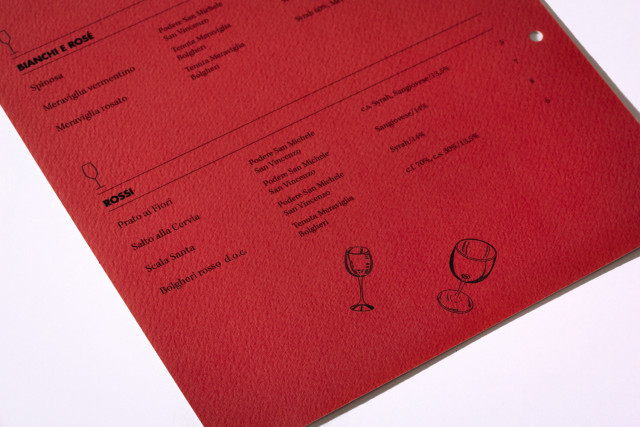 BIANCHI E ROSÉ
Spinosa
Meraviglia vermentino
Meraviglia rosato
Podere San Michele
San Vincenzo
Tenuta Meraviglia
Bolgheri
Tenuta Meraviglia
Bolgheri
Syrah 60%,
ROSSI
Prato ai Fiori
Salto alla Cervia
Scala Santa
Bolgheri rosso d.o.c.
Podere San Michele
San Vincenzo
Podere San Michele
San Vincenzo
Podere San Michele
San Vincenzo
Tenuta Meraviglia
Bolgheri
c.a. Syrah, Sangiovese/13,5%
Sangiovese/14%
Syrah/14%
c.f. 70%, c.a. 30%/13,5%